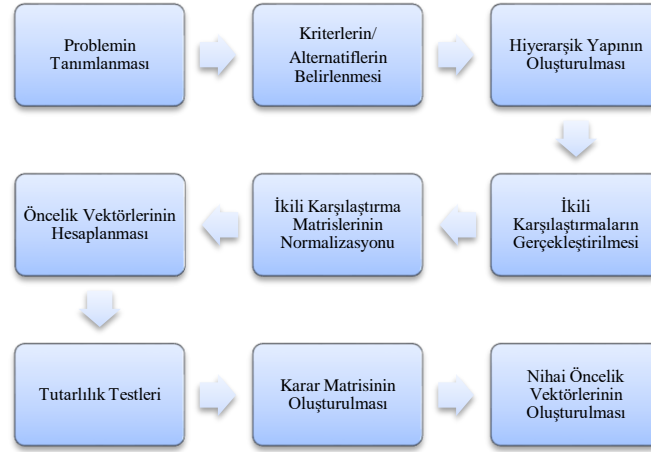 Problemin
Tanımlanması
Kriterlerin/
Alternatiflerin
Belirlenmesi
Hiyerarşik Yapının
Oluşturulması
İkili
Karşılaştırmaların
Gerçekleştirilmesi
İkili Karşılaştırma
Matrislerinin
Normalizasyonu
Öncelik Vektörlerinin
Hesaplanması
Tutarlılık Testleri
Karar Matrisinin
Oluşturulması
Nihai Öncelik
Vektörlerinin
Oluşturulması